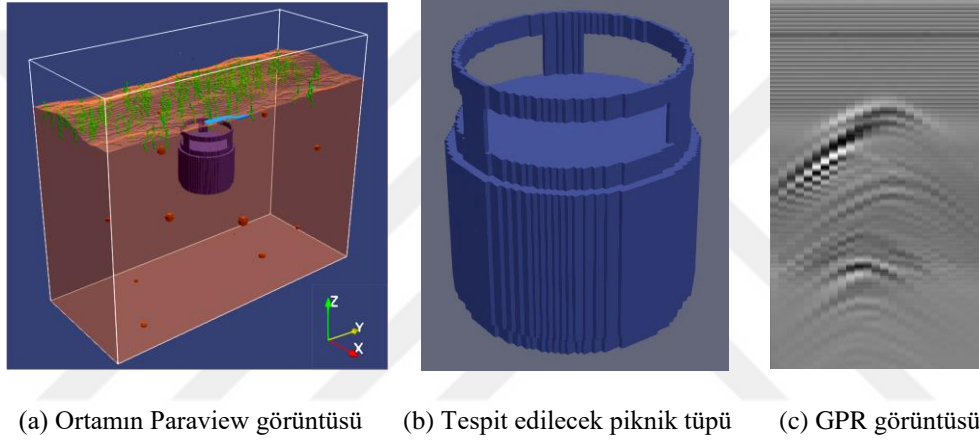 Z
Y
X
(a) Ortamın Paraview görüntüsü
(b) Tespit edilecek piknik tüpü
(c) GPR görüntüsü